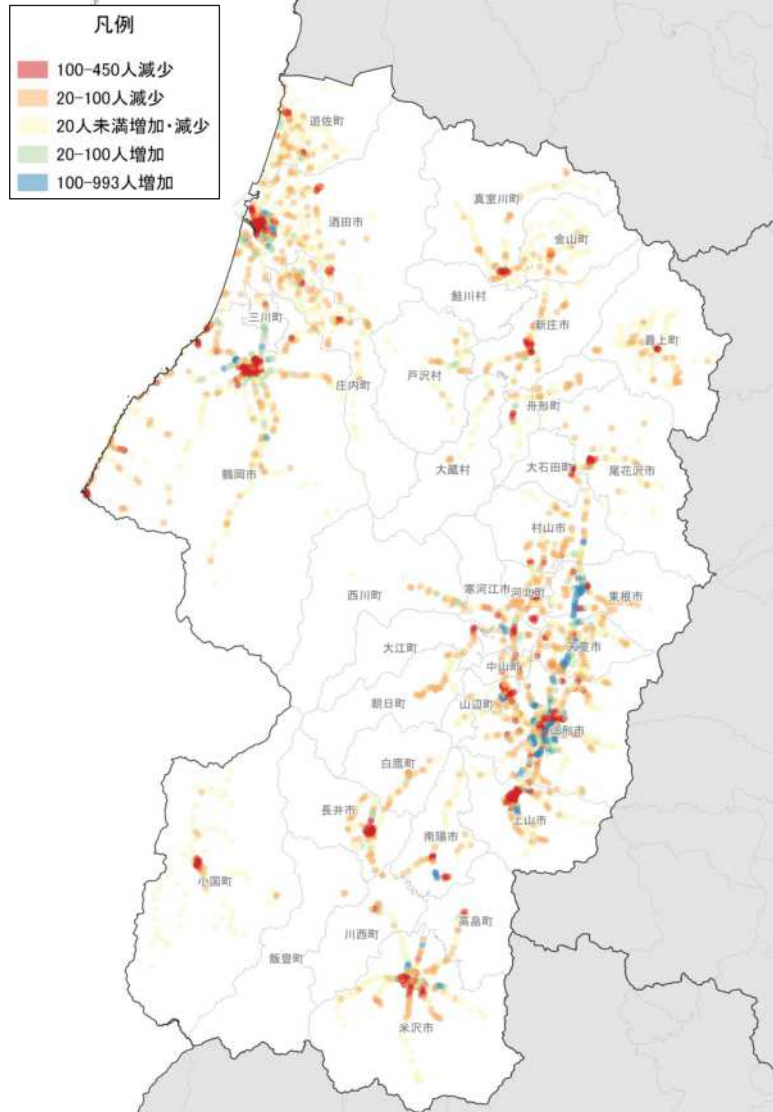 凡例
100-450人減少
20-100人減少
20人未満増加・減少
20-100人増加
100-993人増加
遊佐町
真室川町
酒田市
金山町
鮭川村
三川町
新庄市
最上町
戸沢村
庄内町
舟形町
大蔵村
大石田町
尾花沢市
鶴岡市
村山市
西川町
寒河江市
河北町
東根市
大江町
天童市
中山町
朝日町
山辺町
山形市
白鷹町
長井市
上山市
南陽市
小国町
高畠町
川西町
飯豊町
米沢市